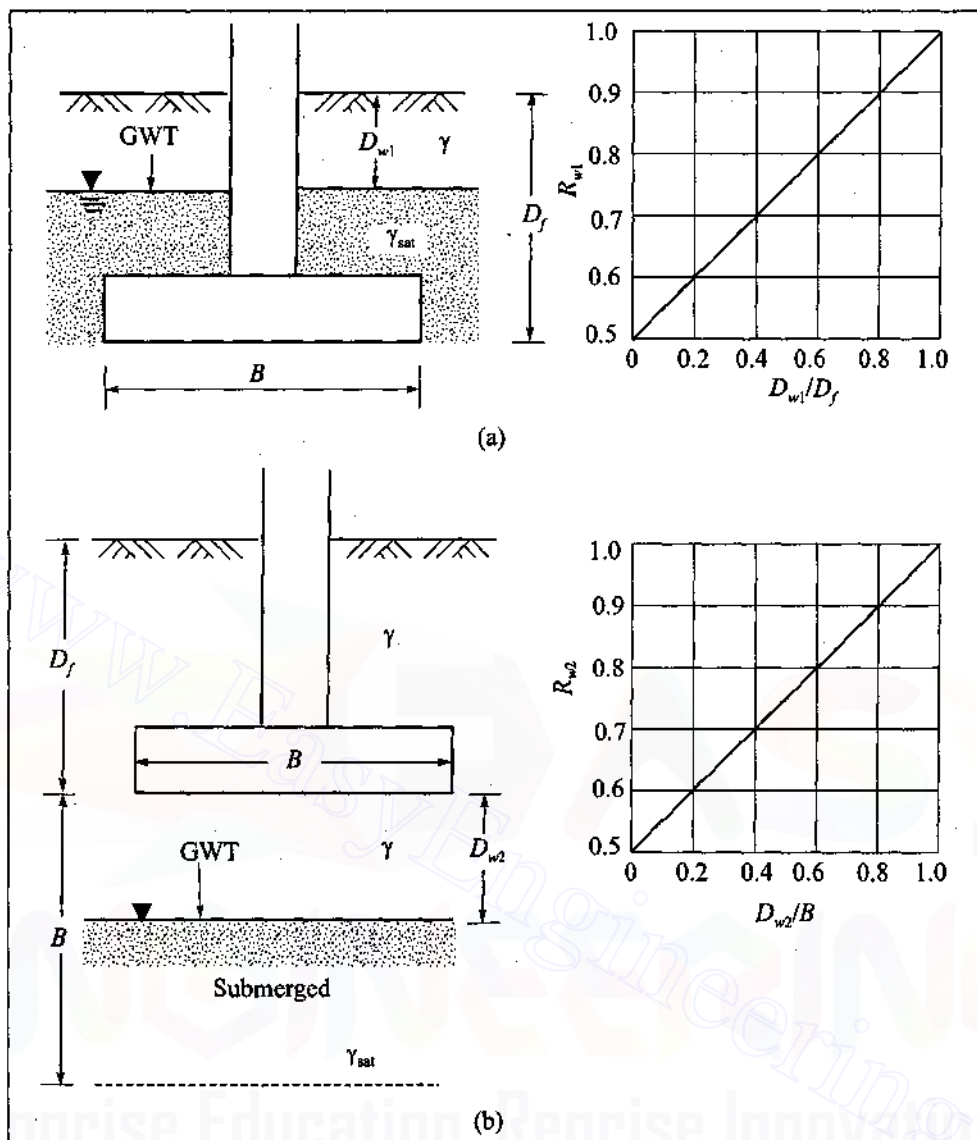 GWT
D_w1
γ
D_f
γ_sat
B
R_w1
1.0
0.9
0.8
0.7
0.6
0.5
0 0.2 0.4 0.6 0.8 1.0
D_w1/D_f
(a)
D_f
γ
B
GWT
γ
D_w2
B
Submerged
γ_sat
R_w2
1.0
0.9
0.8
0.7
0.6
0.5
0 0.2 0.4 0.6 0.8 1.0
D_w2/B
(b)
www.EasyEngineering